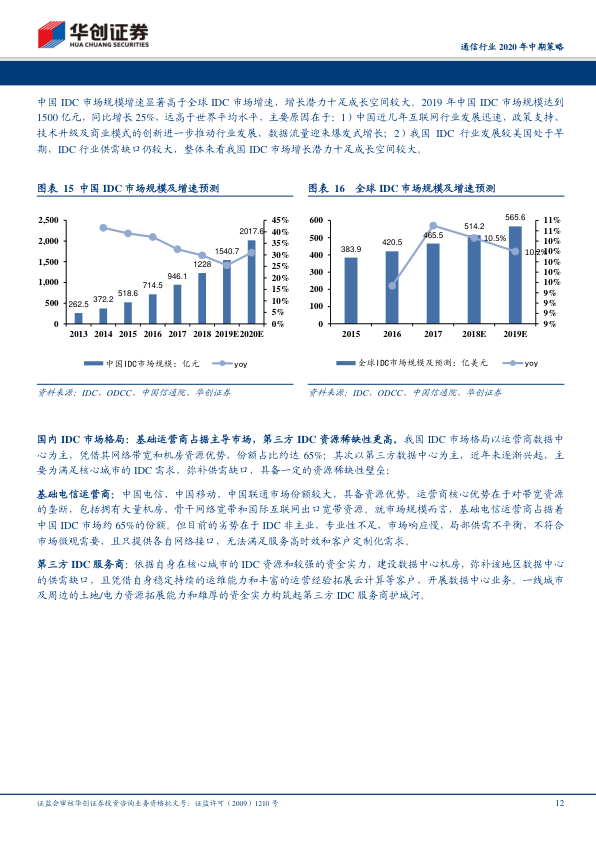 华创证券
HUA CHUANG SECURITIES
通信行业 2020 年中期策略
中国 IDC 市场规模增速显著高于全球 IDC 市场增速，增长潜力十足成长空间较大。2019 年中国 IDC 市场规模达到
1500 亿元，同比增长 25%，远高于世界平均水平，主要原因在于：1）中国近几年互联网行业发展迅速，政策支持，
技术升级及商业模式的创新进一步推动行业发展，数据流量迎来爆发式增长；2）我国 IDC 行业发展较美国处于早
期，IDC 行业供需缺口仍较大，整体来看我国 IDC 市场增长潜力十足成长空间较大。
图表 15 中国 IDC 市场规模及增速预测
2,500
2,000
1,500
1,000
500
0
262.5
372.2
518.6
714.5
946.1
1228
1540.7
2017.6
45%
40%
35%
30%
25%
20%
15%
10%
5%
0%
2013 2014 2015 2016 2017 2018 2019E 2020E
中国IDC市场规模：亿元 yoy
资料来源：IDC、ODCC、中国信通院、华创证券
图表 16 全球 IDC 市场规模及增速预测
600
500
400
300
200
100
0
383.9
420.5
465.5
514.2
565.6
10.5%
10.2%
11%
11%
10%
10%
10%
10%
10%
9%
9%
9%
9%
2015 2016 2017 2018E 2019E
全球IDC市场规模及预测：亿美元 yoy
资料来源：IDC、ODCC、中国信通院、华创证券
国内 IDC 市场格局：基础运营商占据主导市场，第三方 IDC 资源稀缺性更高。我国 IDC 市场格局以运营商数据中
心为主，凭借其网络带宽和机房资源优势，份额占比约达 65%；其次以第三方数据中心为主，近年来逐渐兴起，主
要为满足核心城市的 IDC 需求，弥补供需缺口，具备一定的资源稀缺性壁垒：
基础电信运营商：中国电信、中国移动、中国联通市场份额较大，具备资源优势。运营商核心优势在于对带宽资源
的垄断，包括拥有大量机房、骨干网络宽带和国际互联网出口宽带资源。就市场规模而言，基础电信运营商占据着
中国 IDC 市场约 65%的份额。但目前的劣势在于 IDC 非主业，专业性不足，市场响应慢，局部供需不平衡，不符合
市场微观需要，且只提供各自网络接口，无法满足服务高时效和客户定制化需求。
第三方 IDC 服务商：依据自身在核心城市的 IDC 资源和较强的资金实力，建设数据中心机房，弥补该地区数据中心
的供需缺口，且凭借自身稳定持续的运维能力和丰富的运营经验拓展云计算等客户，开展数据中心业务。一线城市
及周边的土地/电力资源拓展能力和雄厚的资金实力构筑起第三方 IDC 服务商护城河。
证监会审核华创证券投资咨询业务资格批文号：证监许可（2009）1210 号
12